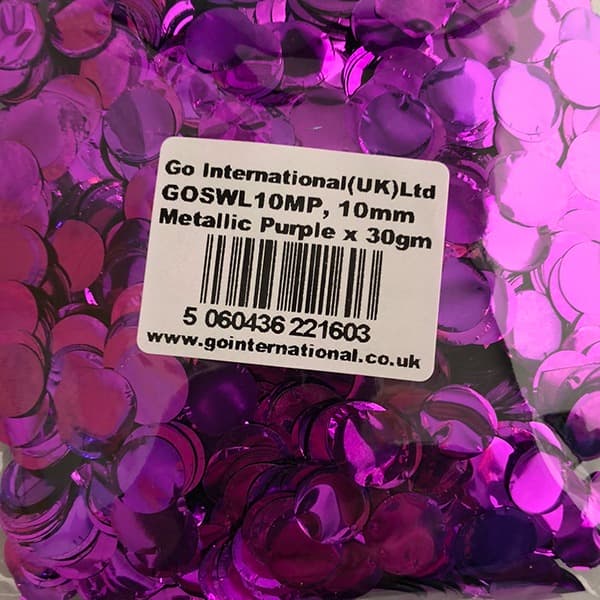 Go International(UK)Ltd
GOSWL10MP, 10mm
Metallic Purple x 30gm
5 060436 221603
www.gointernational.co.uk